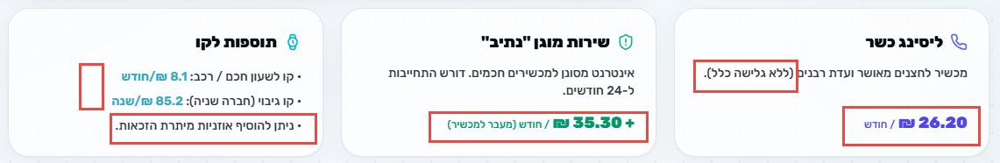 ליסינג כשר
מכשיר לחצנים מאושר ועדת רבנים (ללא גלישה כלל).
26.20 ₪ / חודש
שירות מוגן "נתיב"
אינטרנט מסונן למכשירים חכמים. דורש התחייבות
ל-24 חודשים.
+ 35.30 ₪ / חודש (מעבר למכשיר)
תוספות לקו
• קו לשעון חכם / רכב: 8.1 ₪/חודש
• קו גיבוי (חברה שניה): 85.2 ₪/שנה
• ניתן להוסיף אוזניות מיתרת הזכאות.